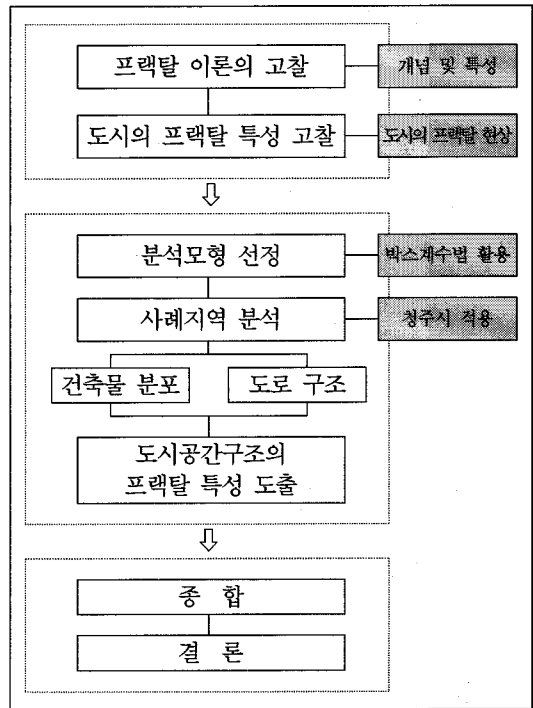 프랙탈 이론의 고찰
개념 및 특성
도시의 프랙탈 특성 고찰
도시의 프랙탈 현상
분석모형 선정
박스계수법 활용
사례지역 분석
청주시 적용
건축물 분포
도로 구조
도시공간구조의
프랙탈 특성 도출
종 합
결 론